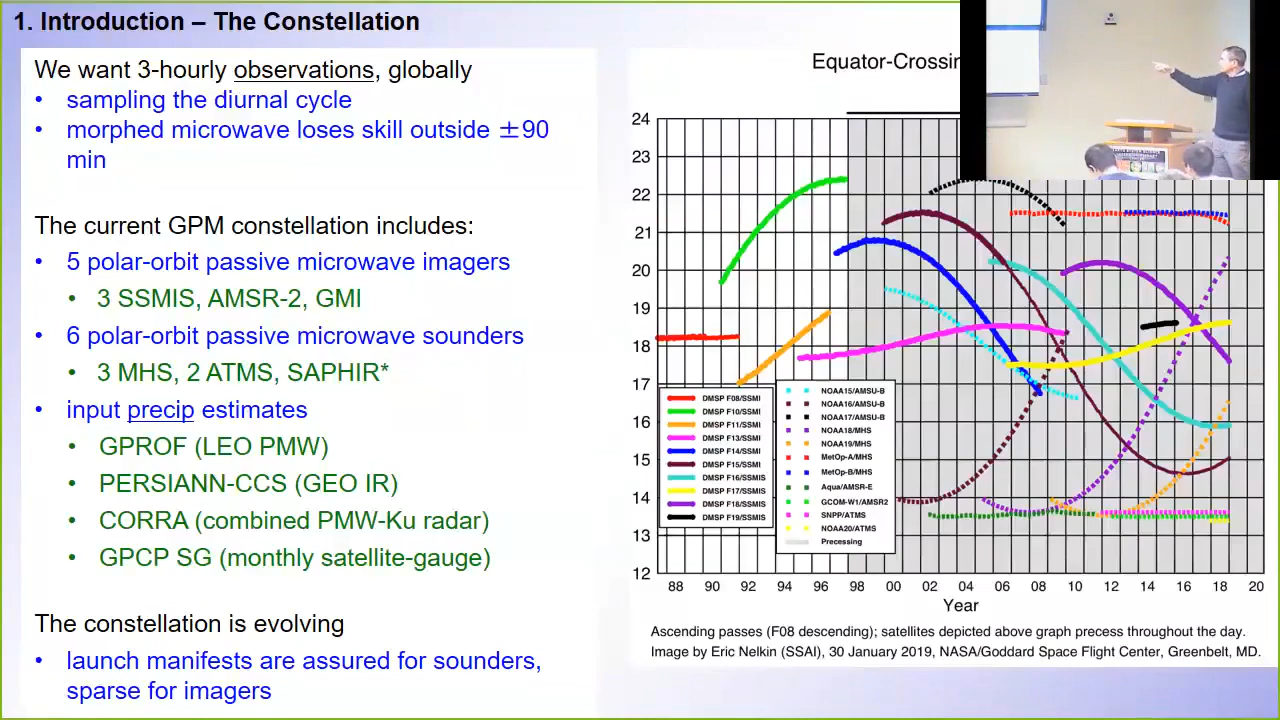 1. Introduction – The Constellation
We want 3-hourly observations, globally
• sampling the diurnal cycle
• morphed microwave loses skill outside ±90
min
The current GPM constellation includes:
• 5 polar-orbit passive microwave imagers
• 3 SSMIS, AMSR-2, GMI
• 6 polar-orbit passive microwave sounders
• 3 MHS, 2 ATMS, SAPHIR*
• input precip estimates
• GPROF (LEO PMW)
• PERSIANN-CCS (GEO IR)
• CORRA (combined PMW-Ku radar)
• GPCP SG (monthly satellite-gauge)
The constellation is evolving
• launch manifests are assured for sounders,
sparse for imagers
Equator-Crossin
24
23
22
21
20
19
18
17
16
15
14
13
12
DMSP F08/SSMI
DMSP F10/SSMI
DMSP F11/SSMI
DMSP F13/SSMI
DMSP F14/SSMI
DMSP F15/SSMI
DMSP F16/SSMIS
DMSP F17/SSMIS
DMSP F18/SSMIS
DMSP F19/SSMIS
NOAA15/AMSU-B
NOAA16/AMSU-B
NOAA17/AMSU-B
NOAA18/MHS
NOAA19/MHS
MetOp-A/MHS
MetOp-B/MHS
Aqua/AMSR-E
GCOM-W1/AMSR2
SNPP/ATMS
NOAA20/ATMS
Precessing
88 90 92 94 96 98 00 02 04 06 08 10 12 14 16 18 20
Year
Ascending passes (F08 descending); satellites depicted above graph precess throughout the day.
Image by Eric Nelkin (SSAI), 30 January 2019, NASA/Goddard Space Flight Center, Greenbelt, MD.